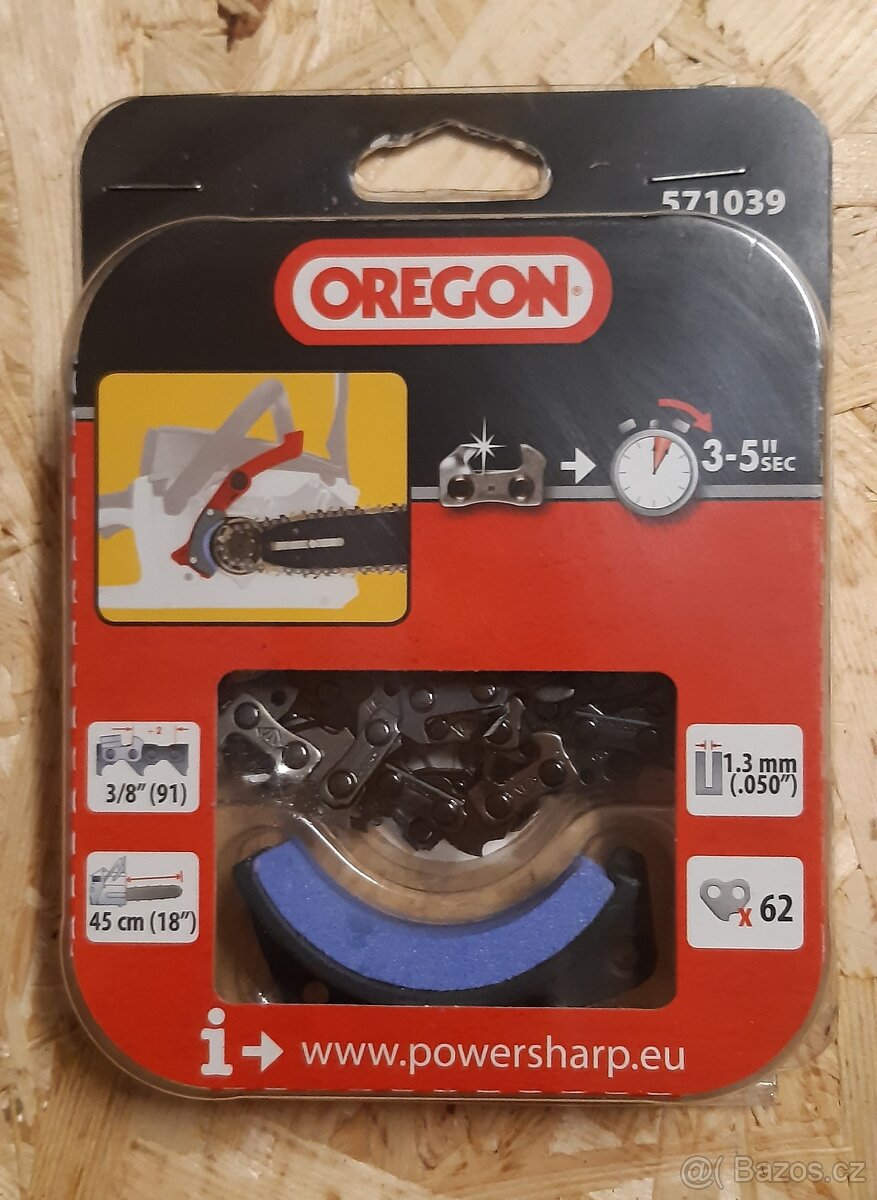 571039
OREGON®
3-5"SEC
÷2
3/8" (91)
1.3 mm
(.050")
45 cm (18")
x 62
i www.powersharp.eu
@( Bazos.cz